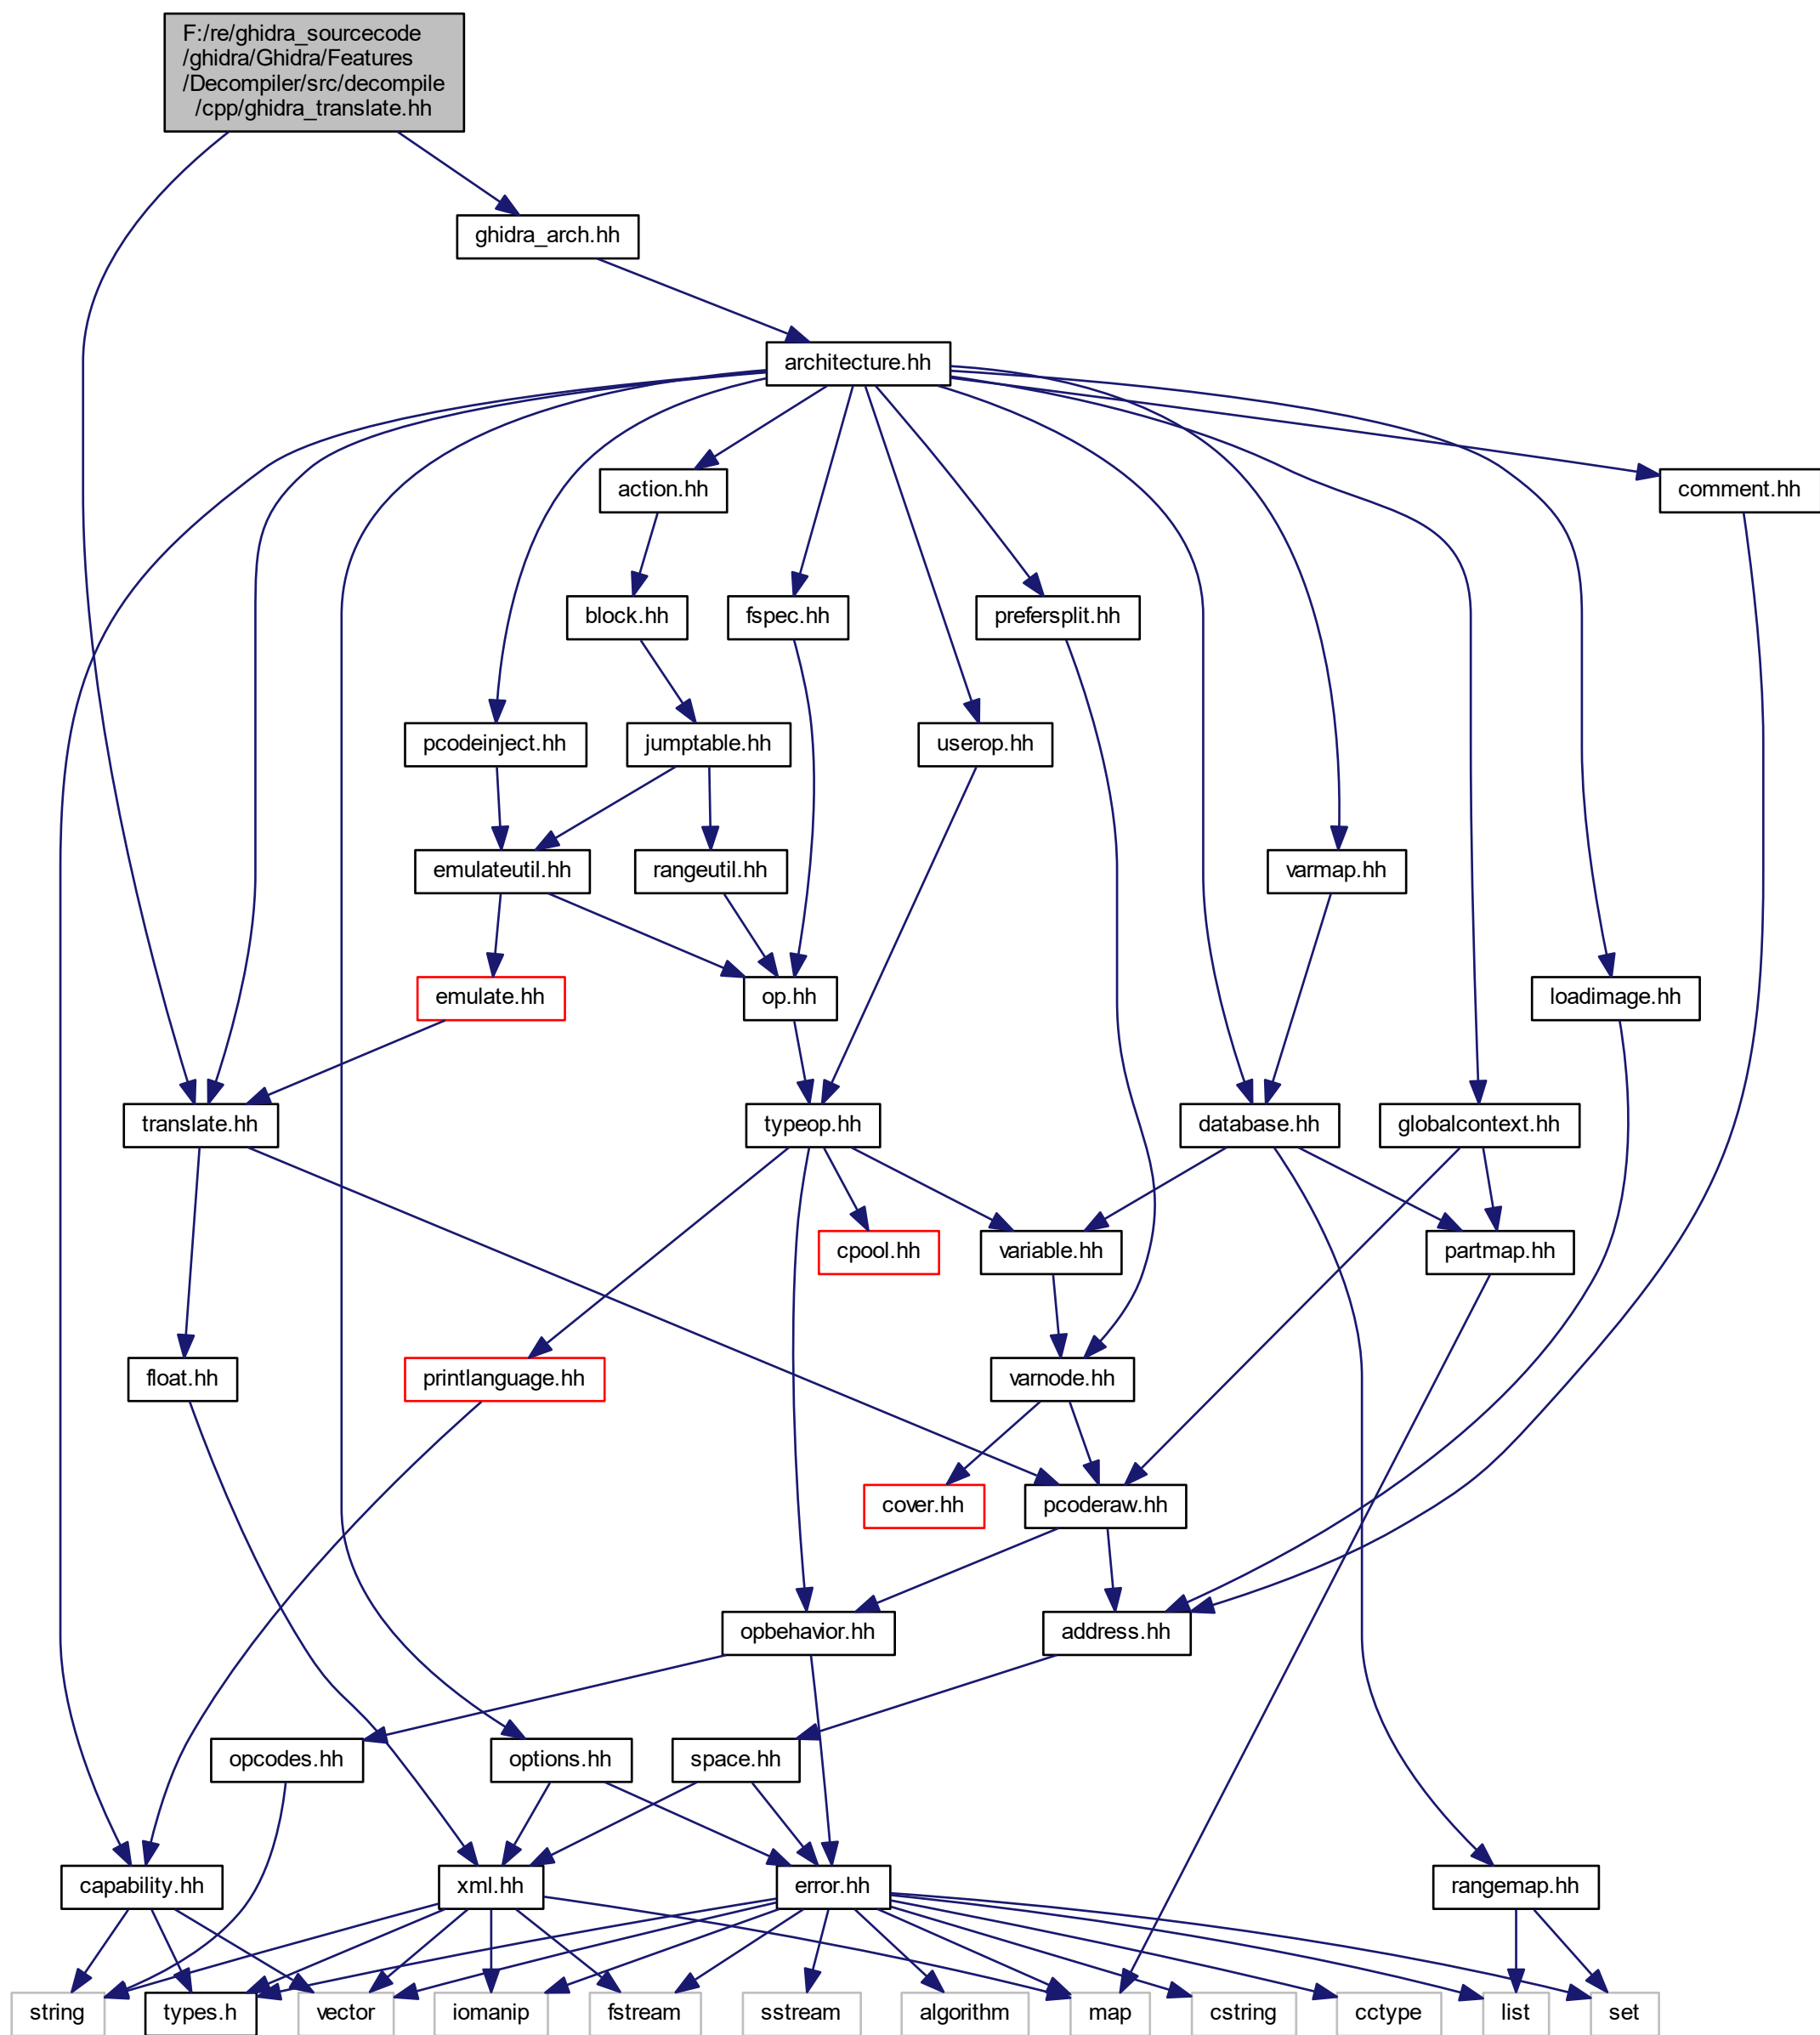 F:/re/ghidra_sourcecode
/ghidra/Ghidra/Features
/Decompiler/src/decompile
/cpp/ghidra_translate.hh
ghidra_arch.hh
architecture.hh
action.hh
comment.hh
block.hh
fspec.hh
prefersplit.hh
pcodeinject.hh
jumptable.hh
userop.hh
emulateutil.hh
rangeutil.hh
varmap.hh
emulate.hh
op.hh
loadimage.hh
translate.hh
typeop.hh
database.hh
globalcontext.hh
cpool.hh
variable.hh
partmap.hh
float.hh
printlanguage.hh
varnode.hh
cover.hh
pcoderaw.hh
opbehavior.hh
address.hh
opcodes.hh
options.hh
space.hh
capability.hh
xml.hh
error.hh
rangemap.hh
string
types.h
vector
iomanip
fstream
sstream
algorithm
map
cstring
cctype
list
set